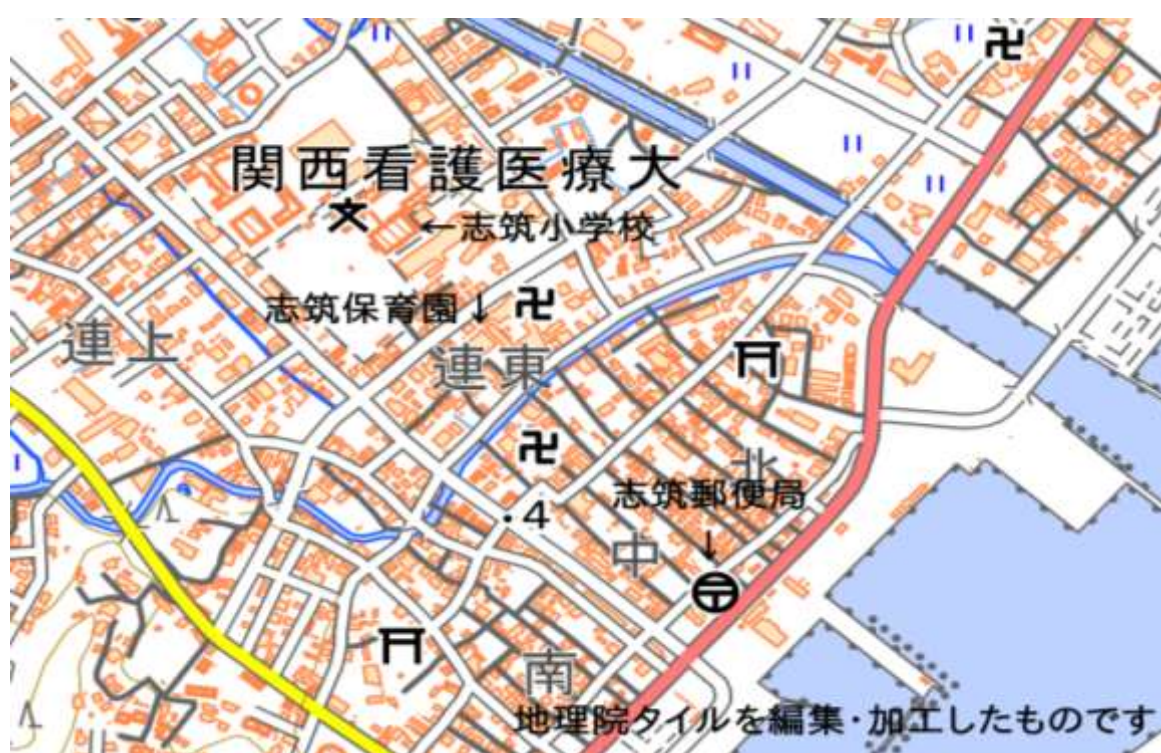 関西看護医療大
←志筑小学校
志筑保育園↓
連上
連東
北
志筑郵便局
↓
・4
中
南
地理院タイルを編集・加工したものです